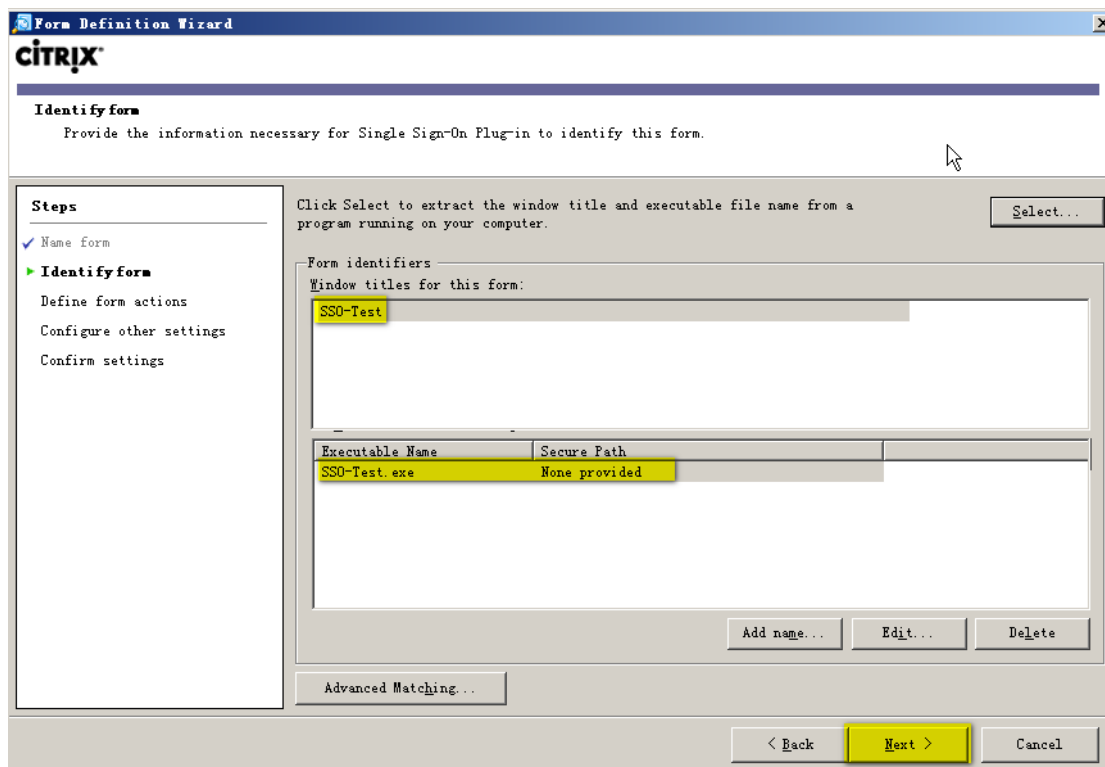 Form Definition Wizard
CITRIX
Identify form
Provide the information necessary for Single Sign-On Plug-in to identify this form.
Steps
Name form
Identify form
Define form actions
Configure other settings
Confirm settings
Click Select to extract the window title and executable file name from a
program running on your computer.
Select...
Form identifiers
Window titles for this form:
SSO-Test
Executable Name Secure Path
SSO-Test.exe None provided
Add name... Edit... Delete
Advanced Matching...
< Back Next > Cancel